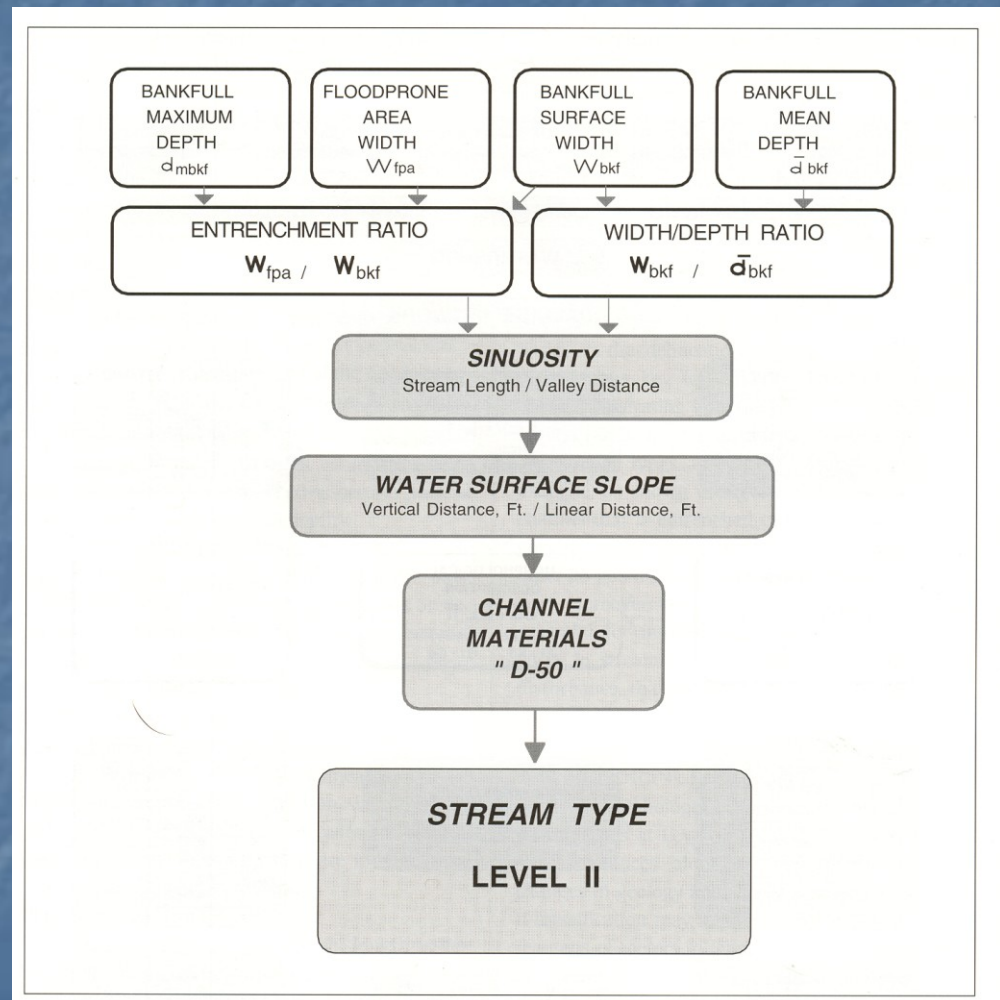 BANKFULL
MAXIMUM
DEPTH
dmbkf
FLOODPRONE
AREA
WIDTH
Wfpa
BANKFULL
SURFACE
WIDTH
Wbkf
BANKFULL
MEAN
DEPTH
d̄ bkf
ENTRENCHMENT RATIO
Wfpa / Wbkf
WIDTH/DEPTH RATIO
Wbkf / d̄bkf
SINUOSITY
Stream Length / Valley Distance
WATER SURFACE SLOPE
Vertical Distance, Ft. / Linear Distance, Ft.
CHANNEL
MATERIALS
" D-50 "
STREAM TYPE
LEVEL II